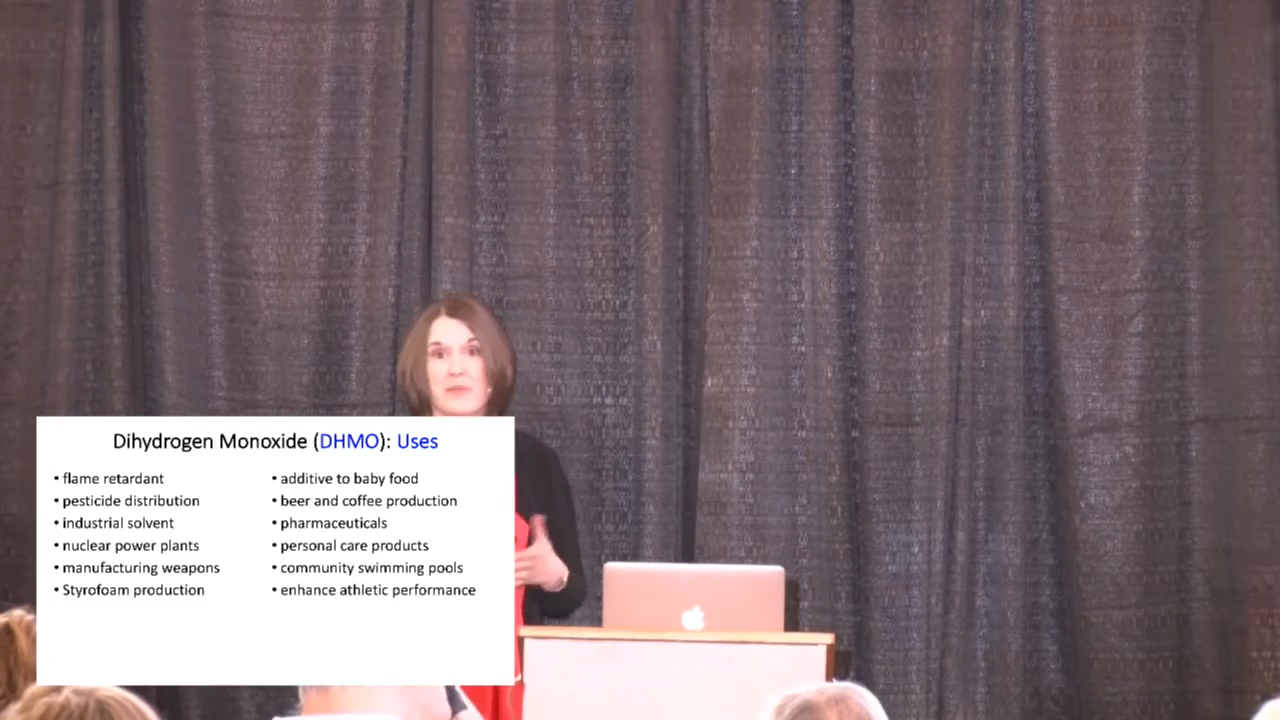 Dihydrogen Monoxide (DHMO): Uses
• flame retardant
• pesticide distribution
• industrial solvent
• nuclear power plants
• manufacturing weapons
• Styrofoam production
• additive to baby food
• beer and coffee production
• pharmaceuticals
• personal care products
• community swimming pools
• enhance athletic performance